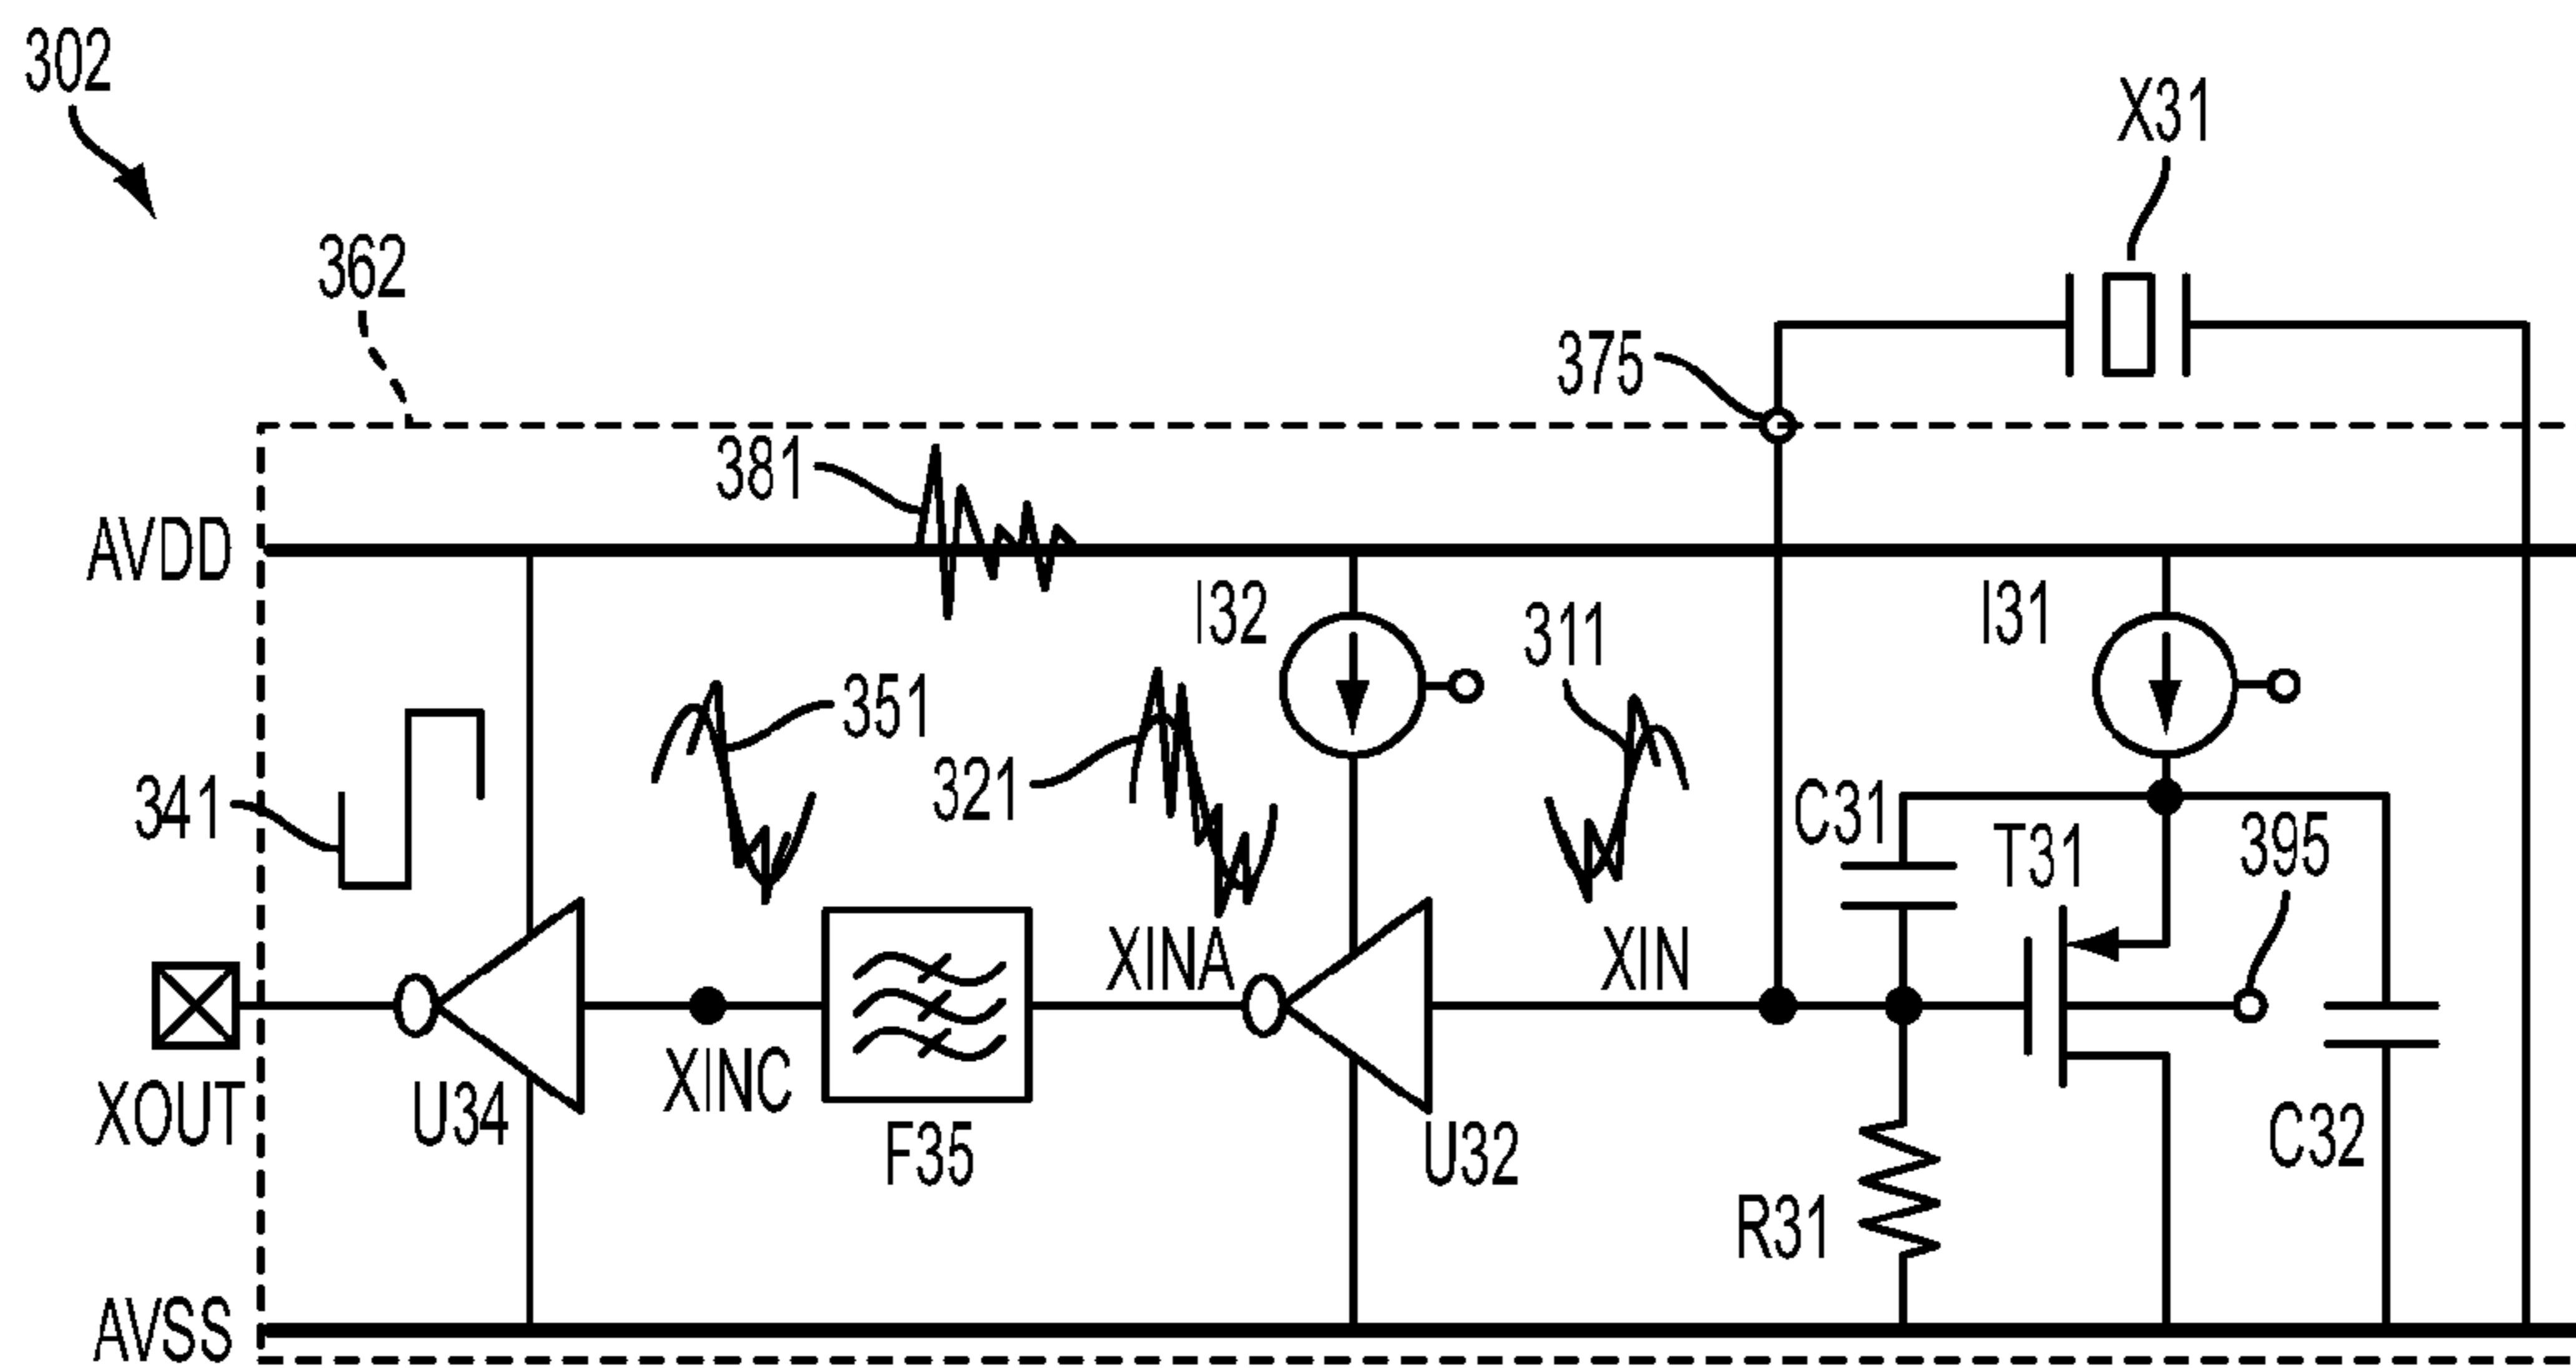 302
X31
362
375
381
AVDD
I32
311
I31
351
341
321
C31
T31
395
XINA
XIN
XOUT
U34
XINC
F35
U32
C32
R31
AVSS